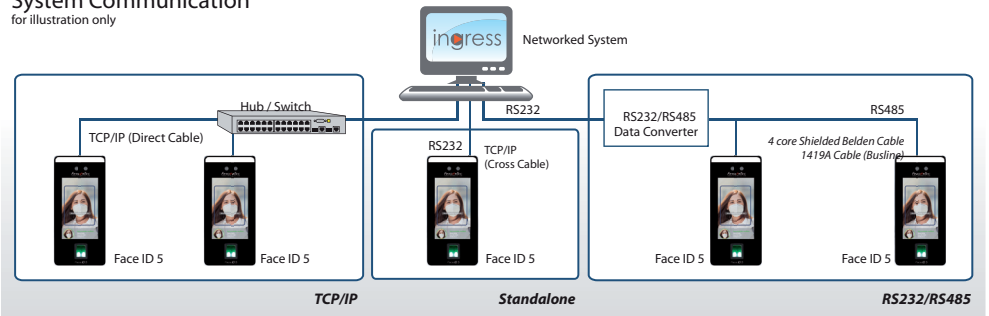 System Communication
for illustration only
ingress
Networked System
Hub / Switch
TCP/IP (Direct Cable)
Face ID 5
Face ID 5
TCP/IP
RS232
RS232
TCP/IP
(Cross Cable)
Face ID 5
Standalone
RS232/RS485
Data Converter
RS485
4 core Shielded Belden Cable
1419A Cable (Busline)
Face ID 5
Face ID 5
RS232/RS485